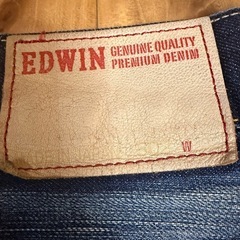 EDWIN GENUINE QUALITY
PREMIUM DENIM
W